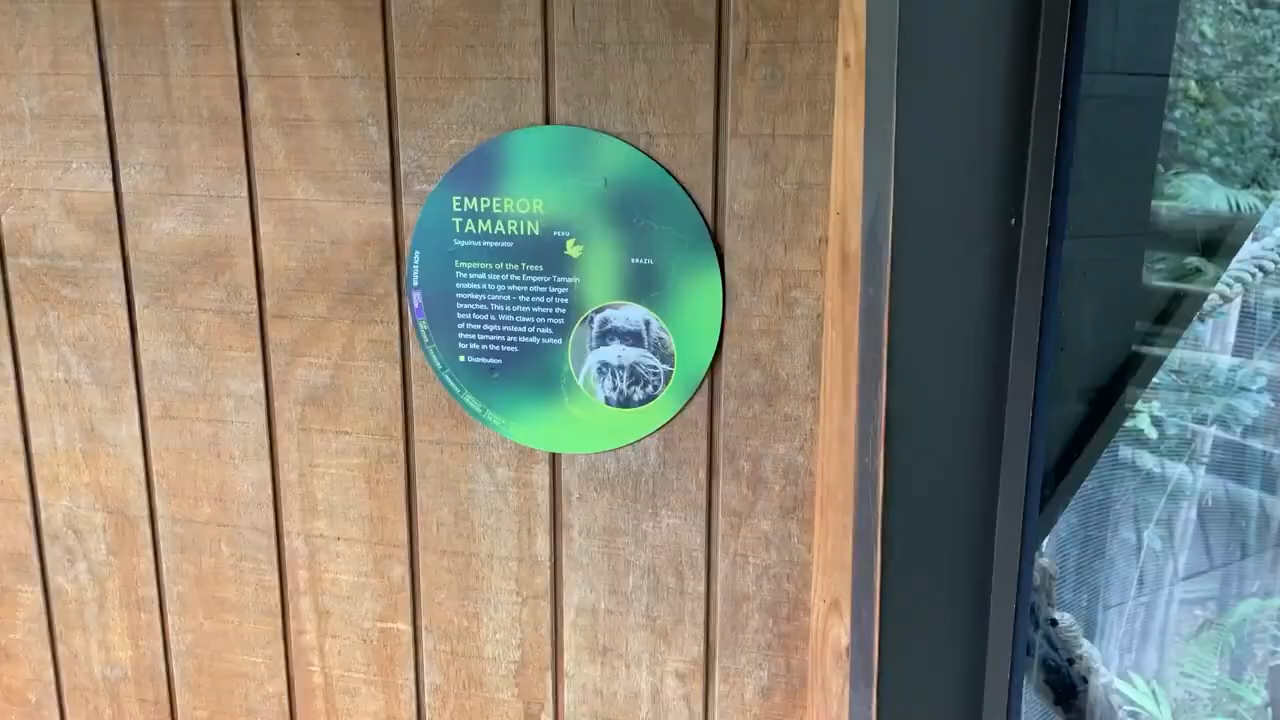 EMPEROR
TAMARIN
Saguinus imperator
PERU
BRAZIL
Emperors of the Trees
The small size of the Emperor Tamarin
enables it to go where other larger
monkeys cannot – the end of tree
branches. This is often where the
best food is. With claws on most
of their digits instead of nails,
these tamarins are ideally suited
for life in the trees.
Distribution
IUCN STATUS